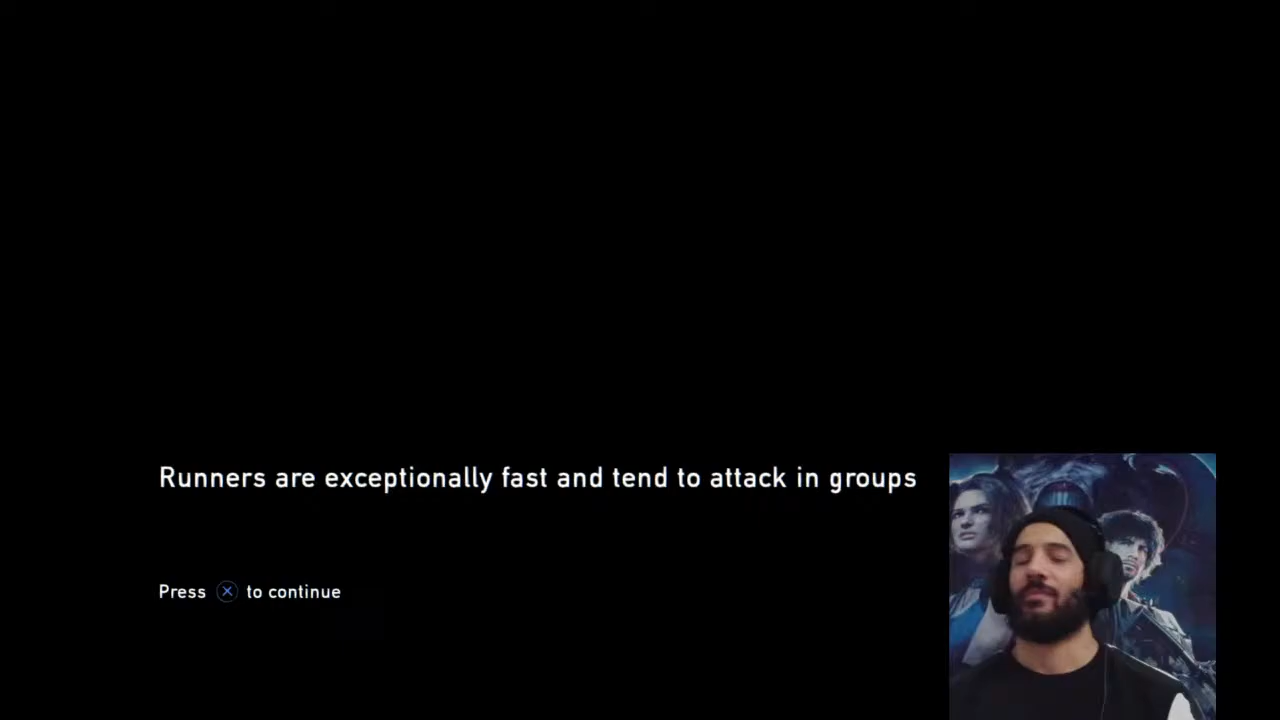 Runners are exceptionally fast and tend to attack in groups
Press to continue